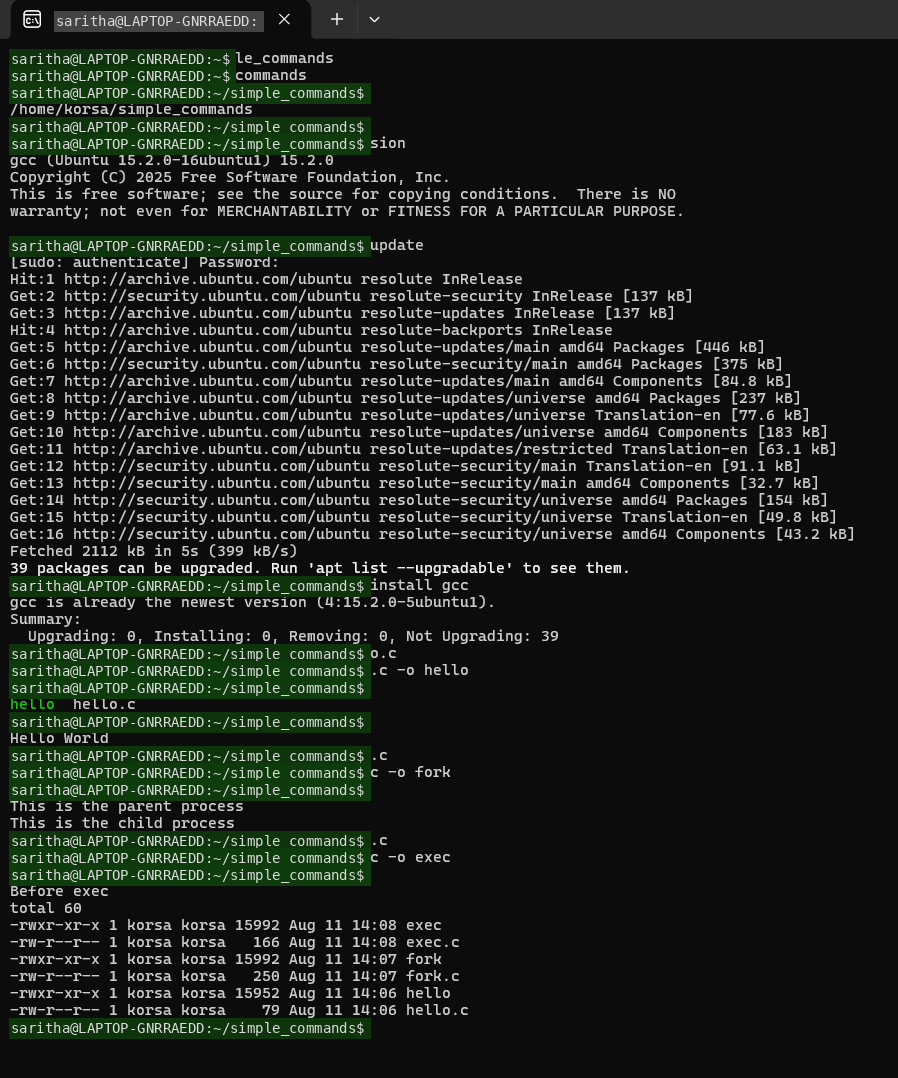 saritha@LAPTOP-GNRRAEDD:
saritha@LAPTOP-GNRRAEDD:~$ le_commands
saritha@LAPTOP-GNRRAEDD:~$ commands
saritha@LAPTOP-GNRRAEDD:~/simple_commands$
/home/korsa/simple_commands
saritha@LAPTOP-GNRRAEDD:~/simple_commands$
saritha@LAPTOP-GNRRAEDD:~/simple_commands$ sion
gcc (Ubuntu 15.2.0-16ubuntu1) 15.2.0
Copyright (C) 2025 Free Software Foundation, Inc.
This is free software; see the source for copying conditions.  There is NO
warranty; not even for MERCHANTABILITY or FITNESS FOR A PARTICULAR PURPOSE.
saritha@LAPTOP-GNRRAEDD:~/simple_commands$ update
[sudo: authenticate] Password:
Hit:1 http://archive.ubuntu.com/ubuntu resolute InRelease
Get:2 http://security.ubuntu.com/ubuntu resolute-security InRelease [137 kB]
Get:3 http://archive.ubuntu.com/ubuntu resolute-updates InRelease [137 kB]
Hit:4 http://archive.ubuntu.com/ubuntu resolute-backports InRelease
Get:5 http://archive.ubuntu.com/ubuntu resolute-updates/main amd64 Packages [446 kB]
Get:6 http://security.ubuntu.com/ubuntu resolute-security/main amd64 Packages [375 kB]
Get:7 http://archive.ubuntu.com/ubuntu resolute-updates/main amd64 Components [84.8 kB]
Get:8 http://archive.ubuntu.com/ubuntu resolute-updates/universe amd64 Packages [237 kB]
Get:9 http://archive.ubuntu.com/ubuntu resolute-updates/universe Translation-en [77.6 kB]
Get:10 http://archive.ubuntu.com/ubuntu resolute-updates/universe amd64 Components [183 kB]
Get:11 http://archive.ubuntu.com/ubuntu resolute-updates/restricted Translation-en [63.1 kB]
Get:12 http://security.ubuntu.com/ubuntu resolute-security/main Translation-en [91.1 kB]
Get:13 http://security.ubuntu.com/ubuntu resolute-security/main amd64 Components [32.7 kB]
Get:14 http://security.ubuntu.com/ubuntu resolute-security/universe amd64 Packages [154 kB]
Get:15 http://security.ubuntu.com/ubuntu resolute-security/universe Translation-en [49.8 kB]
Get:16 http://security.ubuntu.com/ubuntu resolute-security/universe amd64 Components [43.2 kB]
Fetched 2112 kB in 5s (399 kB/s)
39 packages can be upgraded. Run 'apt list --upgradable' to see them.
saritha@LAPTOP-GNRRAEDD:~/simple_commands$ install gcc
gcc is already the newest version (4:15.2.0-5ubuntu1).
Summary:
  Upgrading: 0, Installing: 0, Removing: 0, Not Upgrading: 39
saritha@LAPTOP-GNRRAEDD:~/simple_commands$ o.c
saritha@LAPTOP-GNRRAEDD:~/simple_commands$ .c -o hello
saritha@LAPTOP-GNRRAEDD:~/simple_commands$
hello  hello.c
saritha@LAPTOP-GNRRAEDD:~/simple_commands$
Hello World
saritha@LAPTOP-GNRRAEDD:~/simple_commands$ .c
saritha@LAPTOP-GNRRAEDD:~/simple_commands$ c -o fork
saritha@LAPTOP-GNRRAEDD:~/simple_commands$
This is the parent process
This is the child process
saritha@LAPTOP-GNRRAEDD:~/simple_commands$ .c
saritha@LAPTOP-GNRRAEDD:~/simple_commands$ c -o exec
saritha@LAPTOP-GNRRAEDD:~/simple_commands$
Before exec
total 60
-rwxr-xr-x 1 korsa korsa 15992 Aug 11 14:08 exec
-rw-r--r-- 1 korsa korsa   166 Aug 11 14:08 exec.c
-rwxr-xr-x 1 korsa korsa 15992 Aug 11 14:07 fork
-rw-r--r-- 1 korsa korsa   250 Aug 11 14:07 fork.c
-rwxr-xr-x 1 korsa korsa 15952 Aug 11 14:06 hello
-rw-r--r-- 1 korsa korsa    79 Aug 11 14:06 hello.c
saritha@LAPTOP-GNRRAEDD:~/simple_commands$